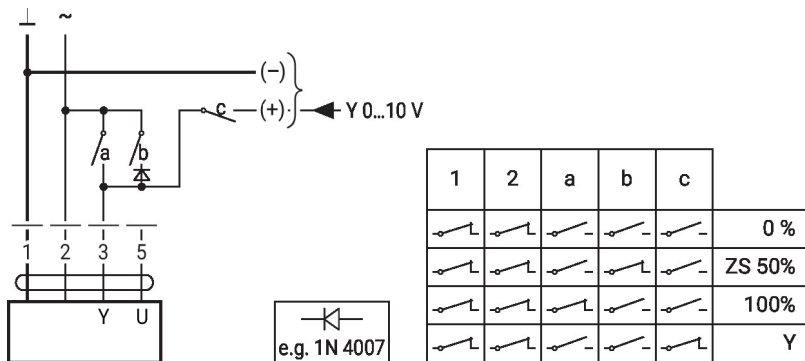 ⊥ ~
(–)
c (+) Y 0...10 V
a b
1 2 3 5
Y U
e.g. 1N 4007
1 2 a b c
0 %
ZS 50%
100%
Y